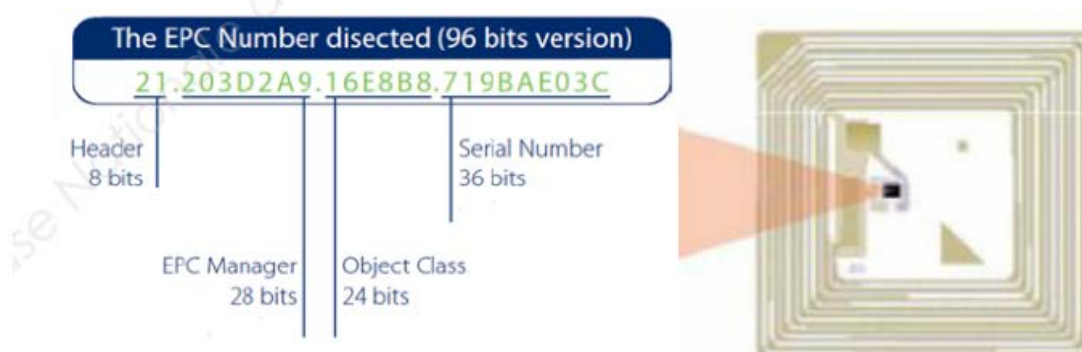 The EPC Number disected (96 bits version)
21.203D2A9.16E8B8.719BAE03C
Header
8 bits
Serial Number
36 bits
EPC Manager
28 bits
Object Class
24 bits